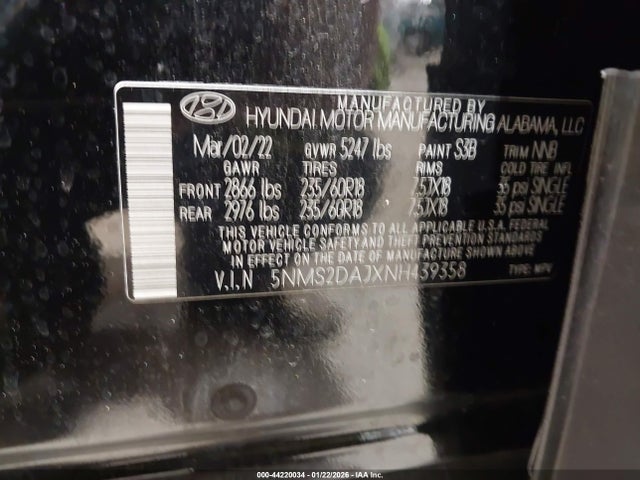 MANUFACTURED BY
HYUNDAI MOTOR MANUFACTURING ALABAMA, LLC
Mar/02/22 GVWR 5247 lbs PAINT S3B TRIM NNB
GAWR TIRES RIMS COLD TIRE INFL
FRONT 2866 lbs 235/60R18 7.5JX18 35 psi SINGLE
REAR 2976 lbs 235/60R18 7.5JX18 35 psi SINGLE
THIS VEHICLE CONFORMS TO ALL APPLICABLE U.S.A. FEDERAL
MOTOR VEHICLE SAFETY AND THEFT PREVENTION STANDARDS
IN EFFECT ON THE DATE OF MANUFACTURE SHOWN ABOVE.
V.I.N 5NMS2DAJXNH439358 TYPE: MPV
000-44220034 - 01/22/2026 - IAA Inc.